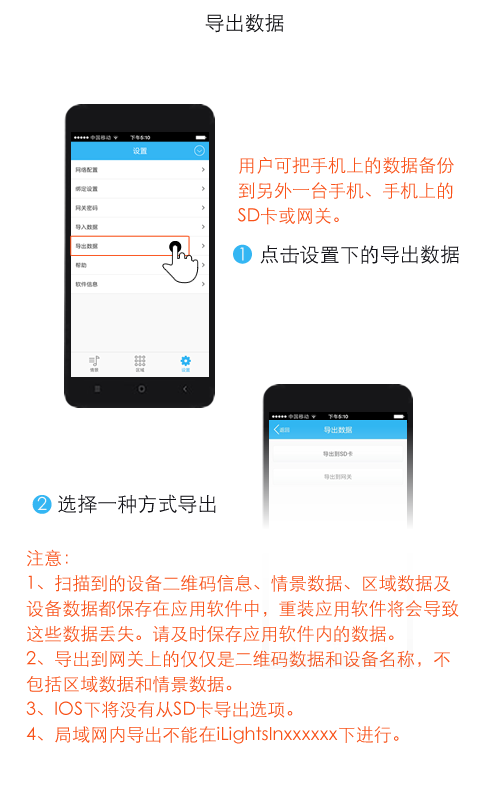 导出数据
中国移动 下午5:10
设置
网络配置
绑定设置
网关密码
导入数据
导出数据
帮助
软件信息
情景 区域 设置
用户可把手机上的数据备份
到另外一台手机、手机上的
SD卡或网关。
1 点击设置下的导出数据
中国移动 下午5:10
返回 导出数据
导出到SD卡
导出到网关
2 选择一种方式导出
注意：
1、扫描到的设备二维码信息、情景数据、区域数据及
设备数据都保存在应用软件中，重装应用软件将会导致
这些数据丢失。请及时保存应用软件内的数据。
2、导出到网关上的仅仅是二维码数据和设备名称，不
包括区域数据和情景数据。
3、IOS下将没有从SD卡导出选项。
4、局域网内导出不能在iLightsInxxxxxx下进行。